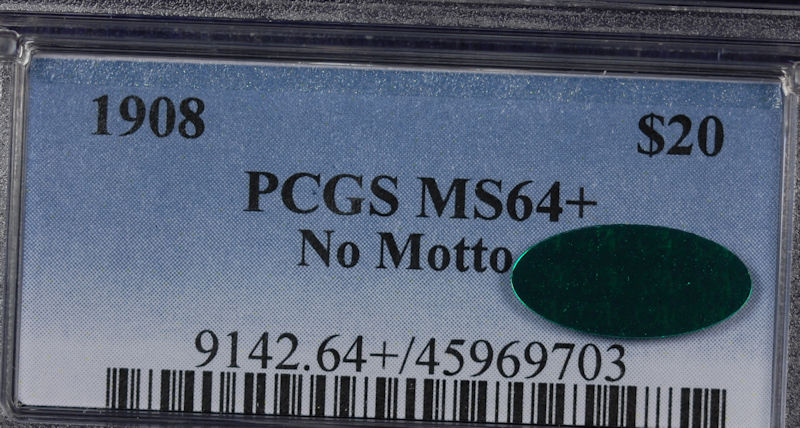 1908 $20
PCGS MS64+
No Motto
9142.64+/45969703